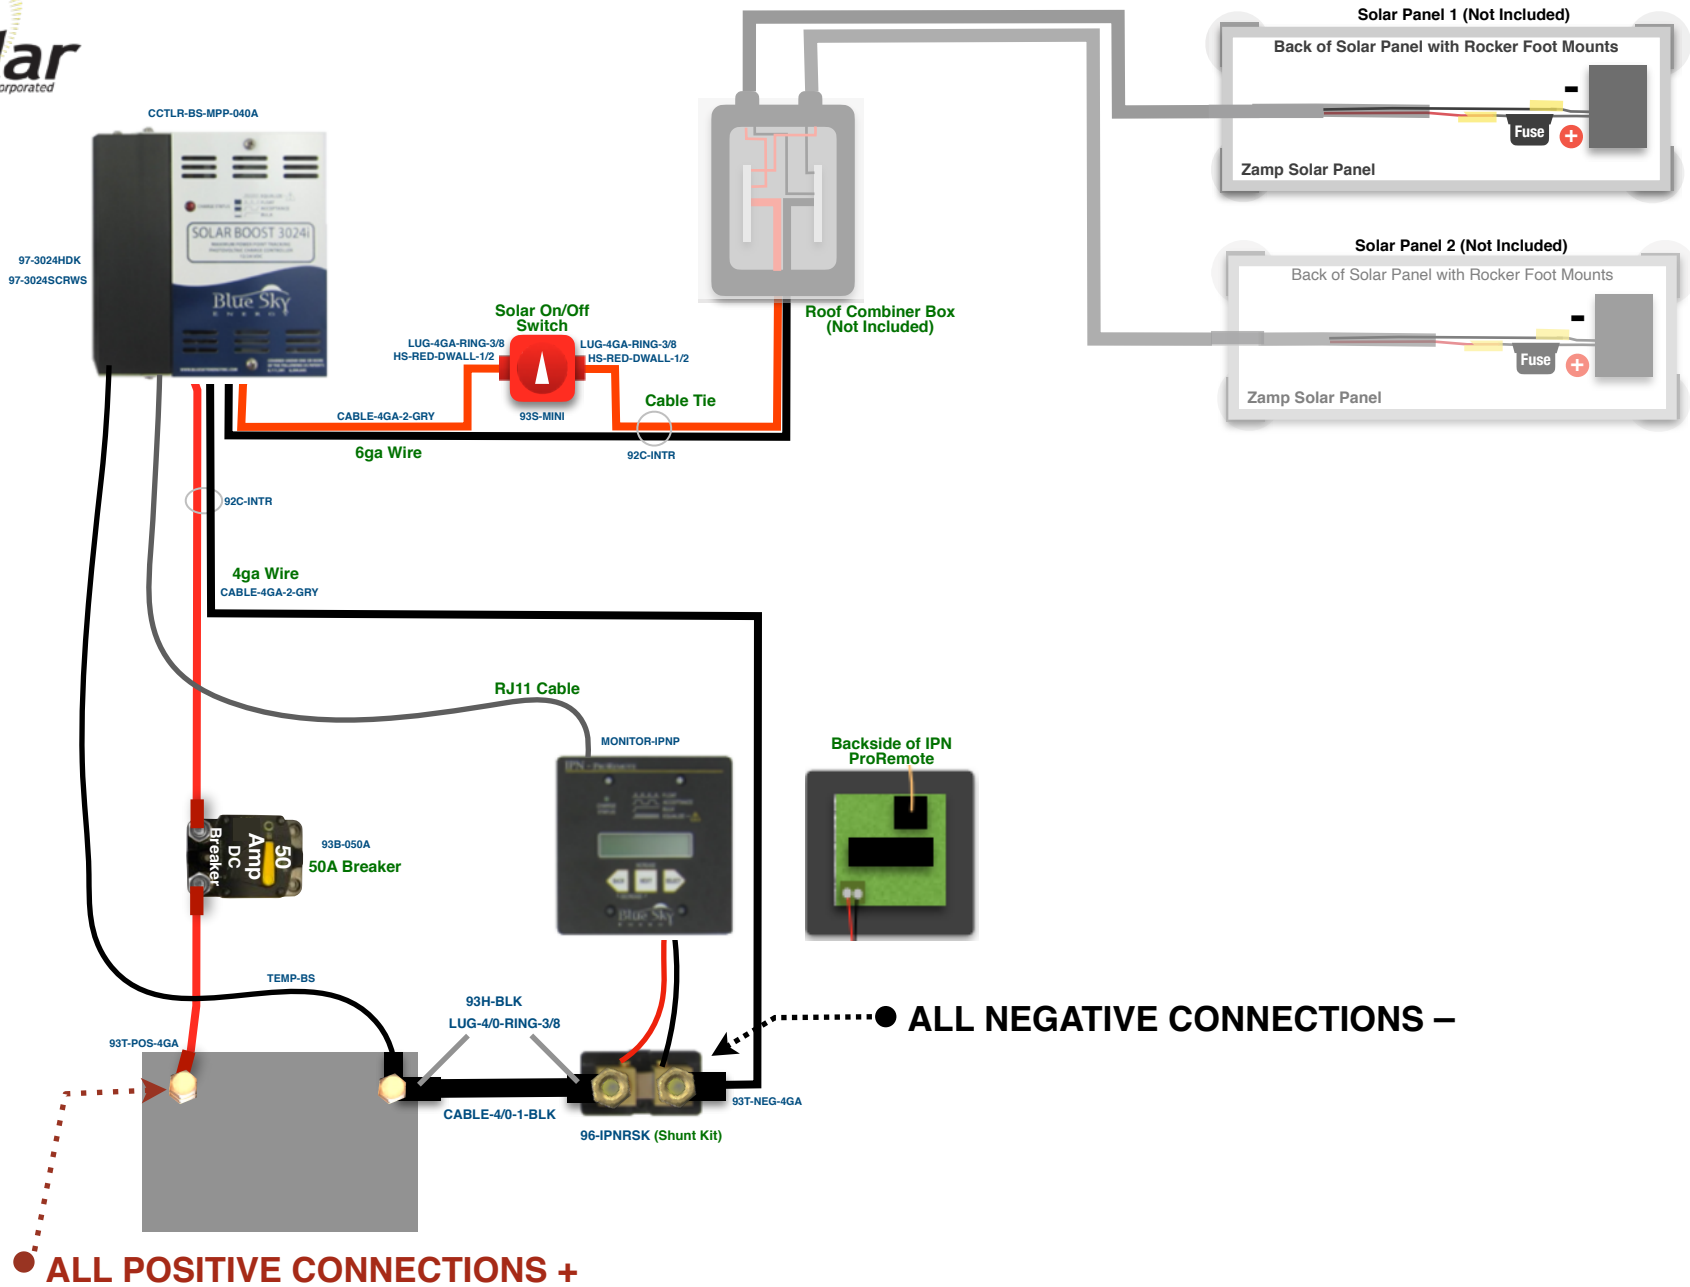 lar
orporated
Solar Panel 1 (Not Included)
Back of Solar Panel with Rocker Foot Mounts
-
Fuse
+
Zamp Solar Panel
Solar Panel 2 (Not Included)
Back of Solar Panel with Rocker Foot Mounts
-
Fuse
+
Zamp Solar Panel
CCTLR-BS-MPP-040A
97-3024HDK
97-3024SCRWS
CHARGE STATUS
SOLAR BOOST 3024i
Blue Sky
ENERGY
Roof Combiner Box
(Not Included)
Solar On/Off
Switch
LUG-4GA-RING-3/8
HS-RED-DWALL-1/2
LUG-4GA-RING-3/8
HS-RED-DWALL-1/2
CABLE-4GA-2-GRY
93S-MINI
Cable Tie
6ga Wire
92C-INTR
92C-INTR
4ga Wire
CABLE-4GA-2-GRY
RJ11 Cable
MONITOR-IPNP
IPN - ProRemote
Blue Sky
Backside of IPN
ProRemote
50
Amp
DC
Breaker
93B-050A
50A Breaker
TEMP-BS
93H-BLK
LUG-4/0-RING-3/8
ALL NEGATIVE CONNECTIONS –
93T-POS-4GA
CABLE-4/0-1-BLK
93T-NEG-4GA
96-IPNRSK (Shunt Kit)
ALL POSITIVE CONNECTIONS +